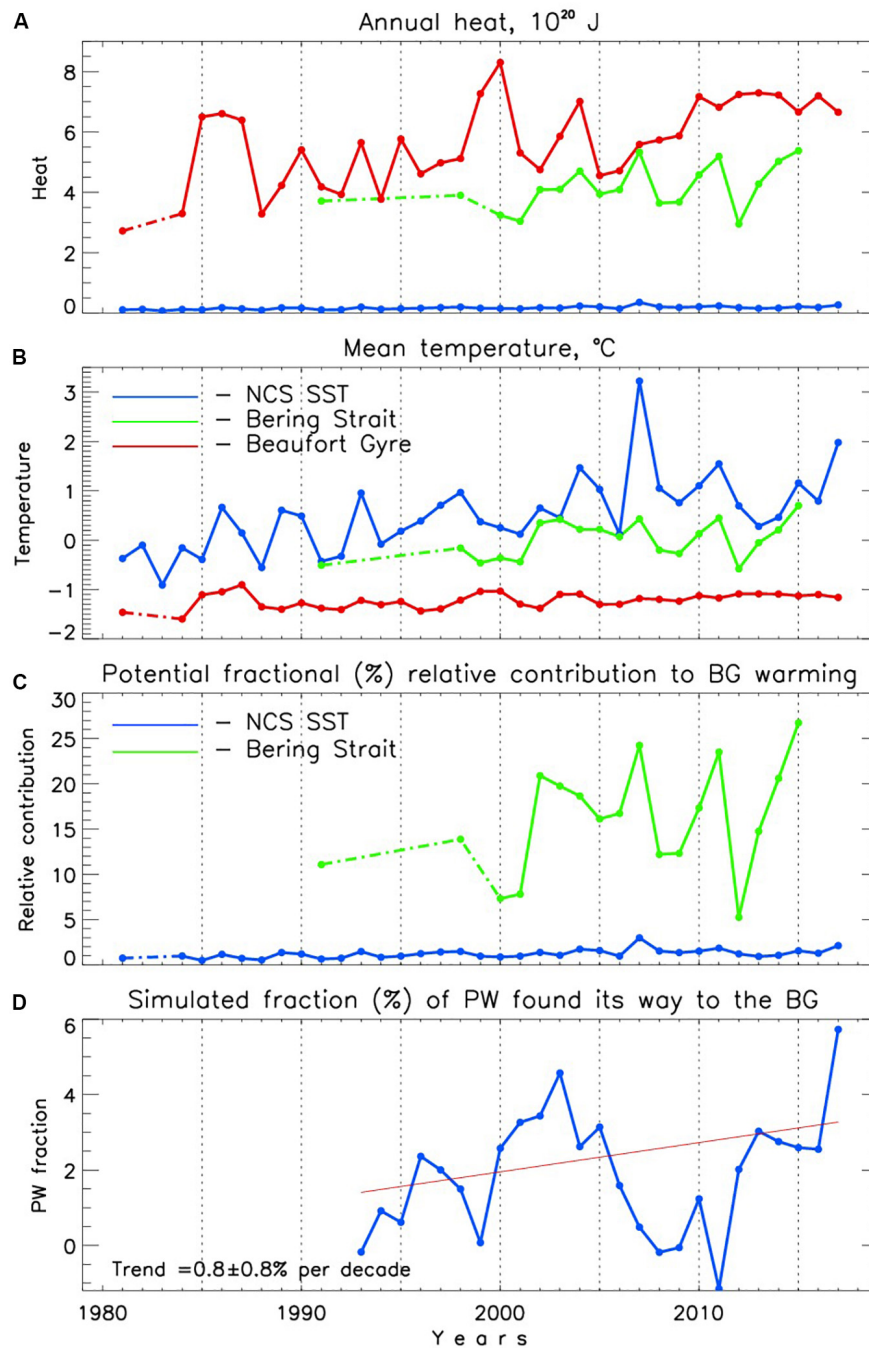 A
Annual heat, 10²⁰ J
8
6
4
2
0
Heat
B
Mean temperature, °C
3
2
1
0
−1
−2
Temperature
− NCS SST
− Bering Strait
− Beaufort Gyre
C
Potential fractional (%) relative contribution to BG warming
30
25
20
15
10
5
0
Relative contribution
− NCS SST
− Bering Strait
D
Simulated fraction (%) of PW found its way to the BG
6
4
2
0
PW fraction
Trend =0.8±0.8% per decade
1980 1990 2000 2010
Years